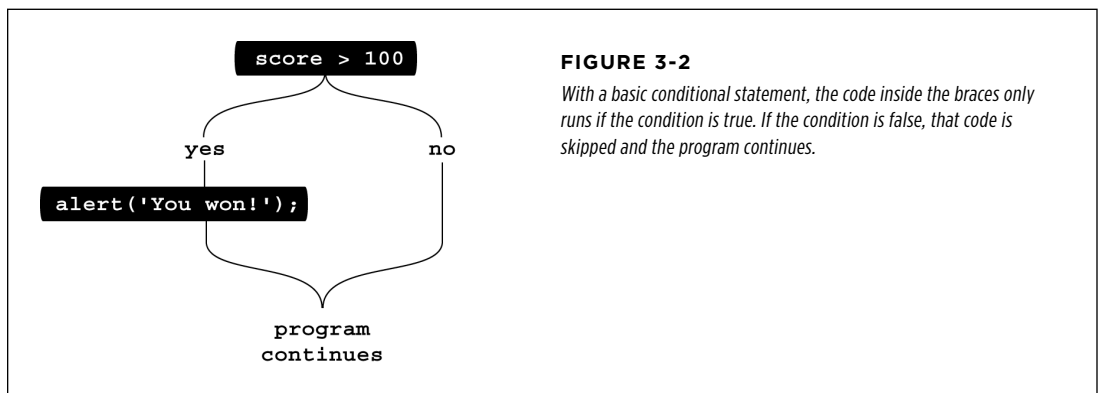 score > 100
yes
no
alert('You won!');
program
continues
FIGURE 3-2
With a basic conditional statement, the code inside the braces only
runs if the condition is true. If the condition is false, that code is
skipped and the program continues.